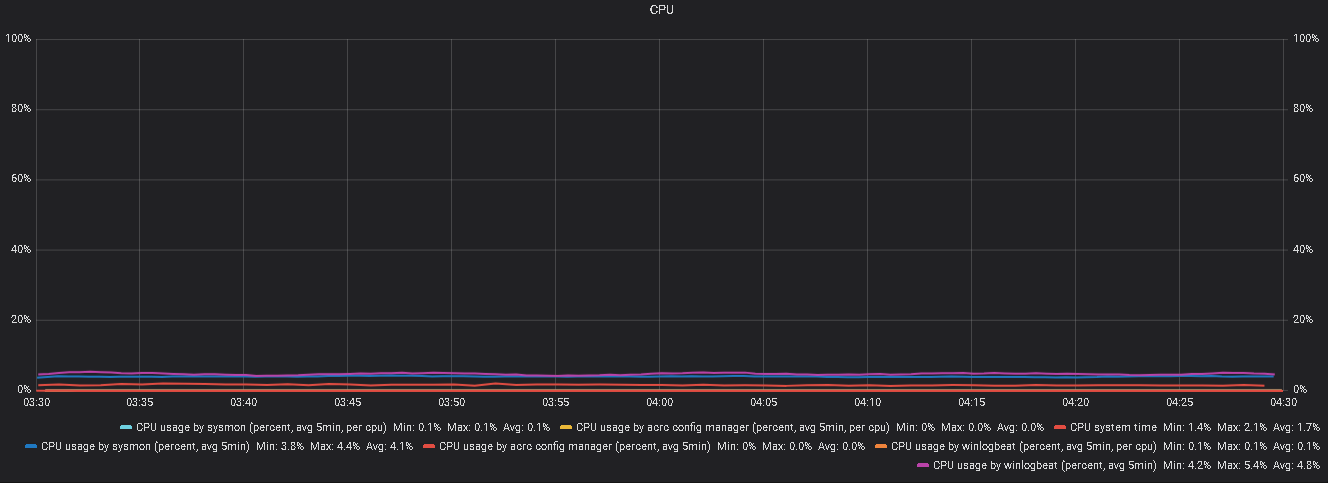 CPU
100% 100%
80% 80%
60% 60%
40% 40%
20% 20%
0% 0%
03:30 03:35 03:40 03:45 03:50 03:55 04:00 04:05 04:10 04:15 04:20 04:25 04:30
CPU usage by sysmon (percent, avg 5min, per cpu) Min: 0.1% Max: 0.1% Avg: 0.1% CPU usage by acrc config manager (percent, avg 5min, per cpu) Min: 0% Max: 0.0% Avg: 0.0% CPU system time Min: 1.4% Max: 2.1% Avg: 1.7%
CPU usage by sysmon (percent, avg 5min) Min: 3.8% Max: 4.4% Avg: 4.1% CPU usage by acrc config manager (percent, avg 5min) Min: 0% Max: 0.0% Avg: 0.0% CPU usage by winlogbeat (percent, avg 5min, per cpu) Min: 0.1% Max: 0.1% Avg: 0.1%
CPU usage by winlogbeat (percent, avg 5min) Min: 4.2% Max: 5.4% Avg: 4.8%